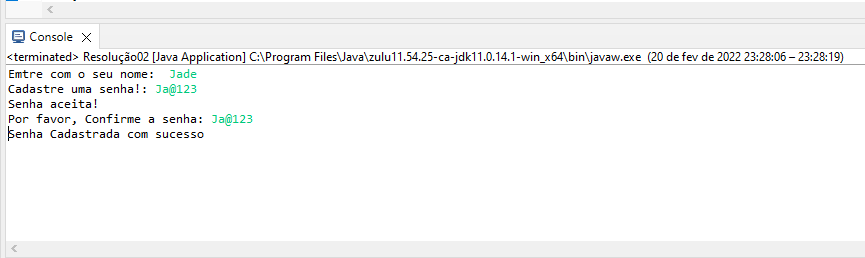 Console
<terminated> Resolução02 [Java Application] C:\Program Files\Java\zulu11.54.25-ca-jdk11.0.14.1-win_x64\bin\javaw.exe (20 de fev de 2022 23:28:06 – 23:28:19)
Emtre com o seu nome:  Jade
Cadastre uma senha!: Ja@123
Senha aceita!
Por favor, Confirme a senha: Ja@123
Senha Cadastrada com sucesso